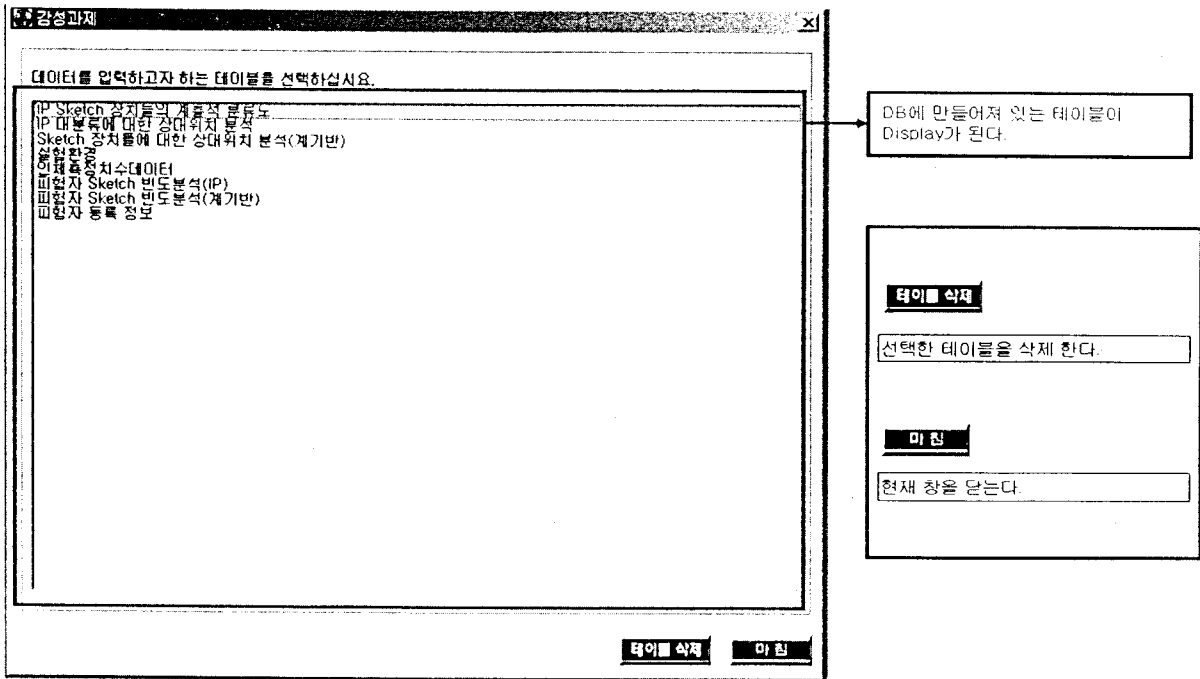 감성과제
데이터를 입력하고자 하는 테이블을 선택하십시요.
IP Sketch 장치들의 계층적 분류도
IP 대분류에 대한 상대위치 분석
Sketch 장치들에 대한 상대위치 분석(계기반)
실험환경
인체측정치수데이터
피험자 Sketch 빈도분석(IP)
피험자 Sketch 빈도분석(계기반)
피험자 등록 정보
테이블 삭제
마 침
DB에 만들어져 있는 테이블이
Display가 된다.
테이블 삭제
선택한 테이블을 삭제 한다.
마 침
현재 창을 닫는다.